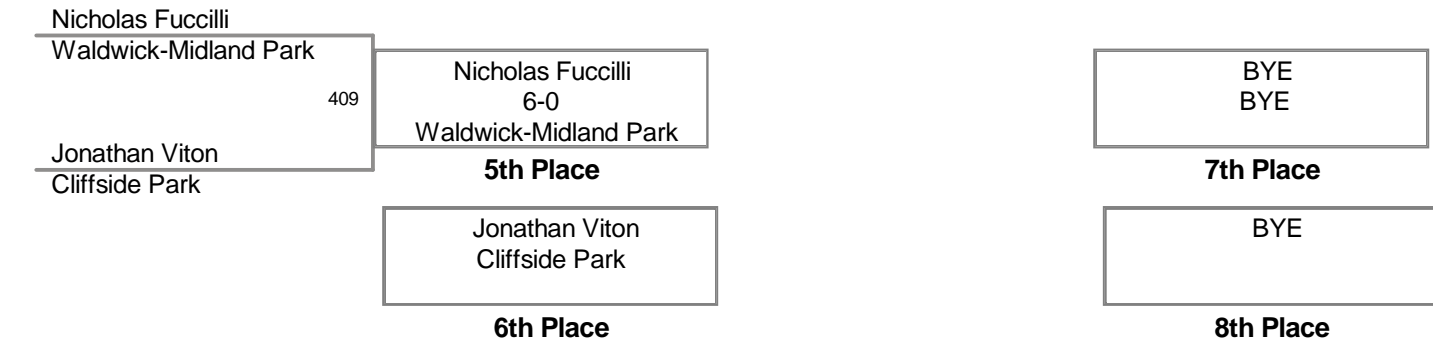 Nicholas Fuccilli
Waldwick-Midland Park
409
Jonathan Viton
Cliffside Park
Nicholas Fuccilli
6-0
Waldwick-Midland Park
5th Place
Jonathan Viton
Cliffside Park
6th Place
BYE
BYE
7th Place
BYE
8th Place